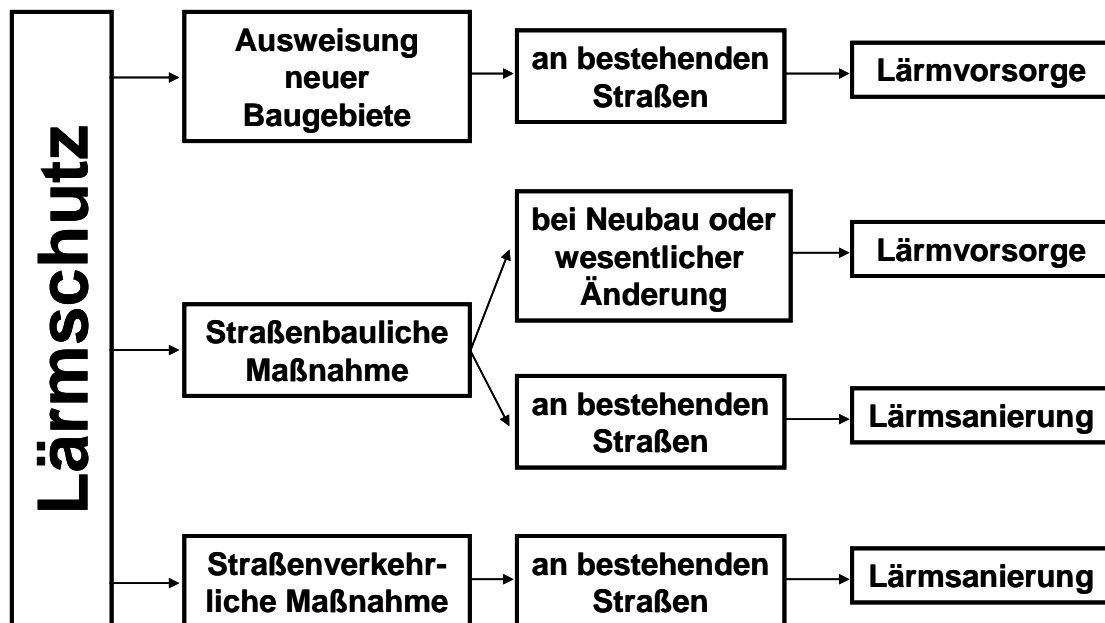 Lärmschutz
Ausweisung
neuer
Baugebiete
an bestehenden
Straßen
Lärmvorsorge
Straßenbauliche
Maßnahme
bei Neubau oder
wesentlicher
Änderung
Lärmvorsorge
an bestehenden
Straßen
Lärmsanierung
Straßenverkehr-
liche Maßnahme
an bestehenden
Straßen
Lärmsanierung